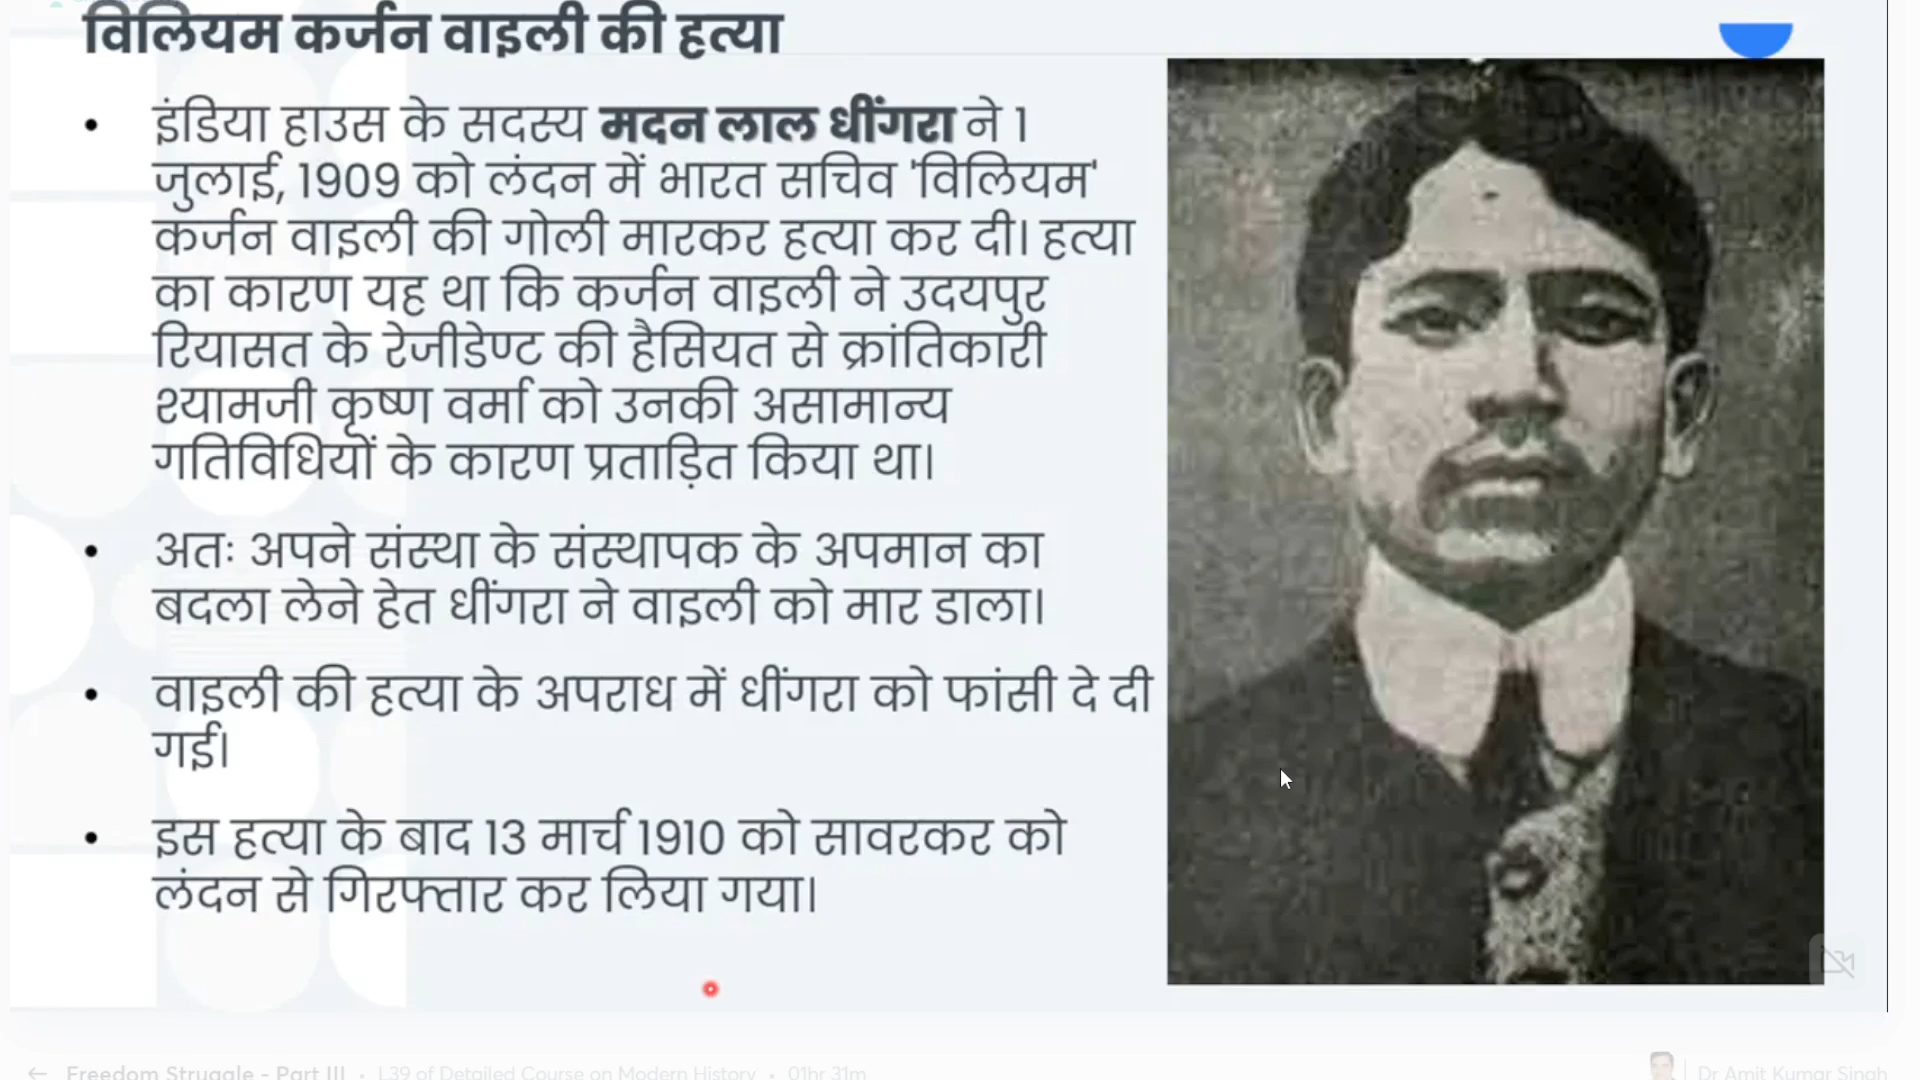 विलियम कर्जन वाइली की हत्या
• इंडिया हाउस के सदस्य मदन लाल धींगरा ने 1
जुलाई, 1909 को लंदन में भारत सचिव 'विलियम'
कर्जन वाइली की गोली मारकर हत्या कर दी। हत्या
का कारण यह था कि कर्जन वाइली ने उदयपुर
रियासत के रेजीडेण्ट की हैसियत से क्रांतिकारी
श्यामजी कृष्ण वर्मा को उनकी असामान्य
गतिविधियों के कारण प्रताड़ित किया था।
• अतः अपने संस्था के संस्थापक के अपमान का
बदला लेने हेत धींगरा ने वाइली को मार डाला।
• वाइली की हत्या के अपराध में धींगरा को फांसी दे दी
गई।
• इस हत्या के बाद 13 मार्च 1910 को सावरकर को
लंदन से गिरफ्तार कर लिया गया।
Freedom Struggle - Part III • L39 of Detailed Course on Modern History • 01hr 31m
Dr Amit Kumar Singh